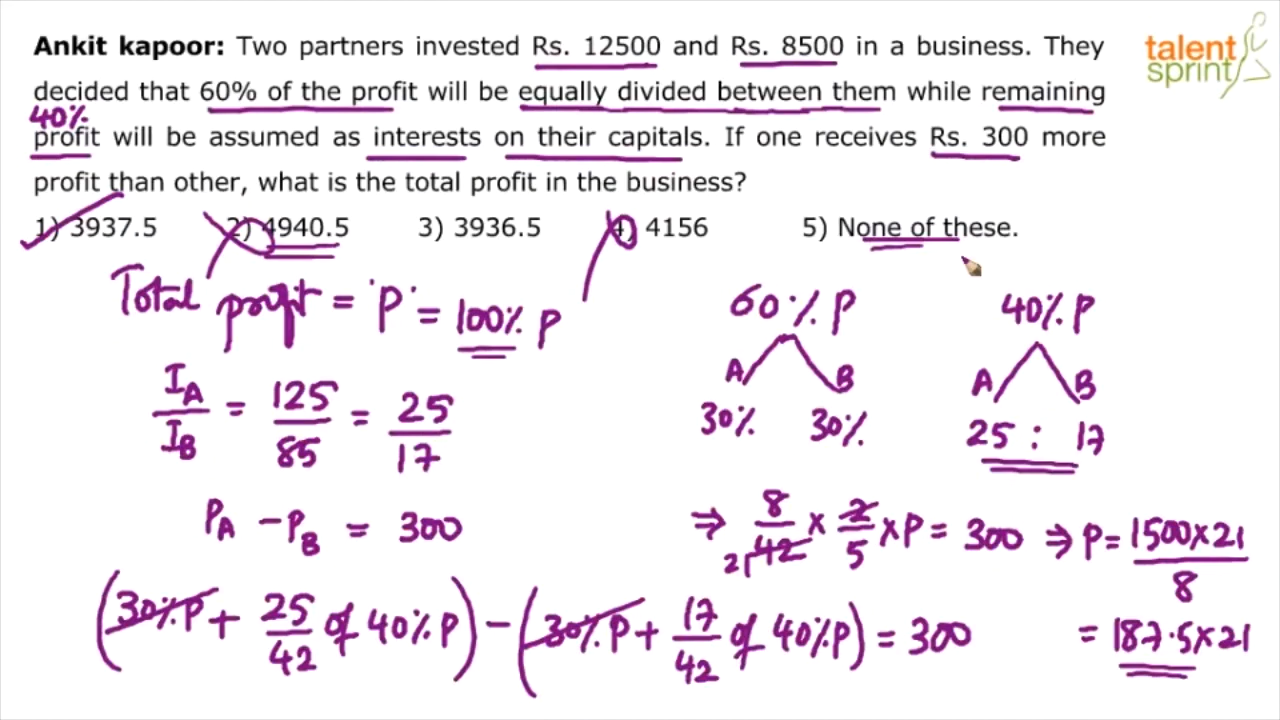 Ankit kapoor: Two partners invested Rs. 12500 and Rs. 8500 in a business. They
talent
sprint
decided that 60% of the profit will be equally divided between them while remaining
40%
profit will be assumed as interests on their capitals. If one receives Rs. 300 more
profit than other, what is the total profit in the business?
1) 3937.5 2) 4940.5 3) 3936.5 4) 4156 5) None of these.
Total profit = 'P' = 100% P
60% P
A B
30% 30%
40% P
A B
25 : 17
I_A/I_B = 125/85 = 25/17
P_A - P_B = 300
⇒ 8/42 21 × 2/5 × P = 300 ⇒ P = 1500×21/8
(30% P + 25/42 of 40% P) - (30% P + 17/42 of 40% P) = 300
= 187.5×21